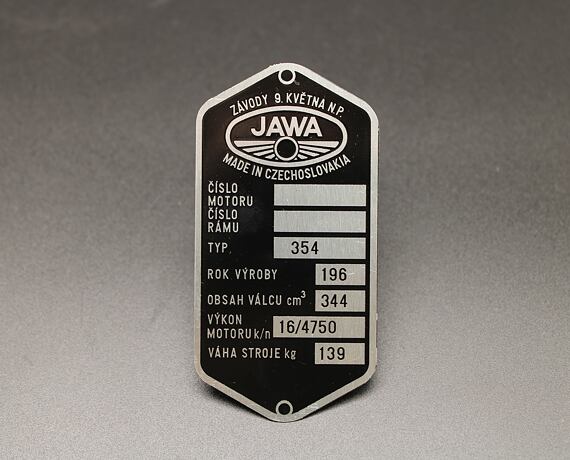 ZÁVODY 9. KVĚTNA N.P.
JAWA
MADE IN CZECHOSLOVAKIA
ČÍSLO
MOTORU
ČÍSLO
RÁMU
TYP 354
ROK VÝROBY 196
OBSAH VÁLCU cm³ 344
VÝKON
MOTORU k/n 16/4750
VÁHA STROJE kg 139